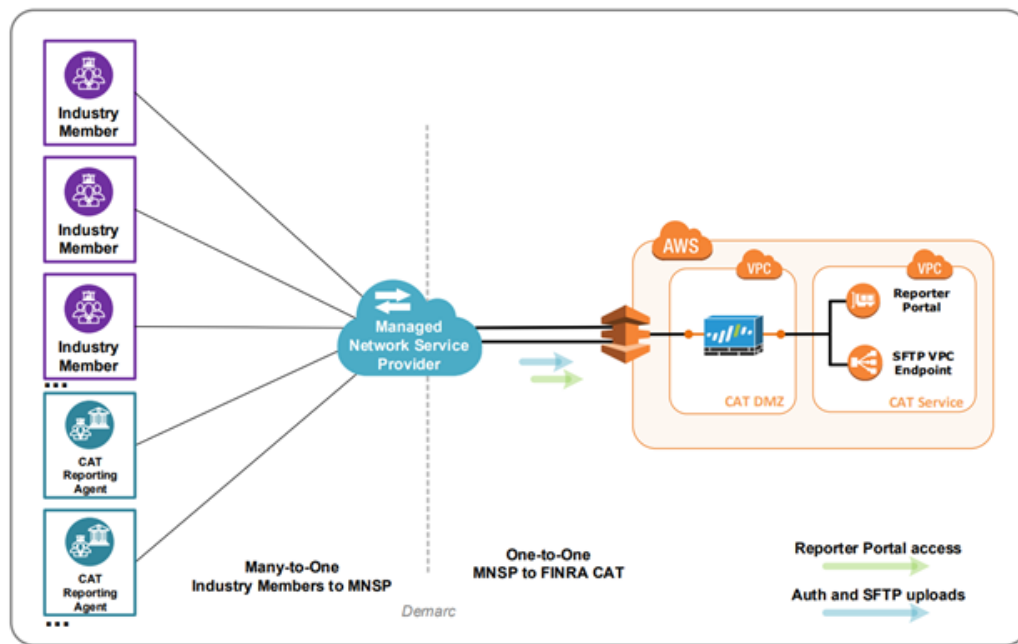 Industry
Member
Industry
Member
Industry
Member
...
CAT
Reporting
Agent
CAT
Reporting
Agent
...
Managed
Network Service
Provider
Many-to-One
Industry Members to MNSP
Demarc
One-to-One
MNSP to FINRA CAT
AWS
VPC
CAT DMZ
VPC
Reporter
Portal
SFTP VPC
Endpoint
CAT Service
Reporter Portal access
Auth and SFTP uploads